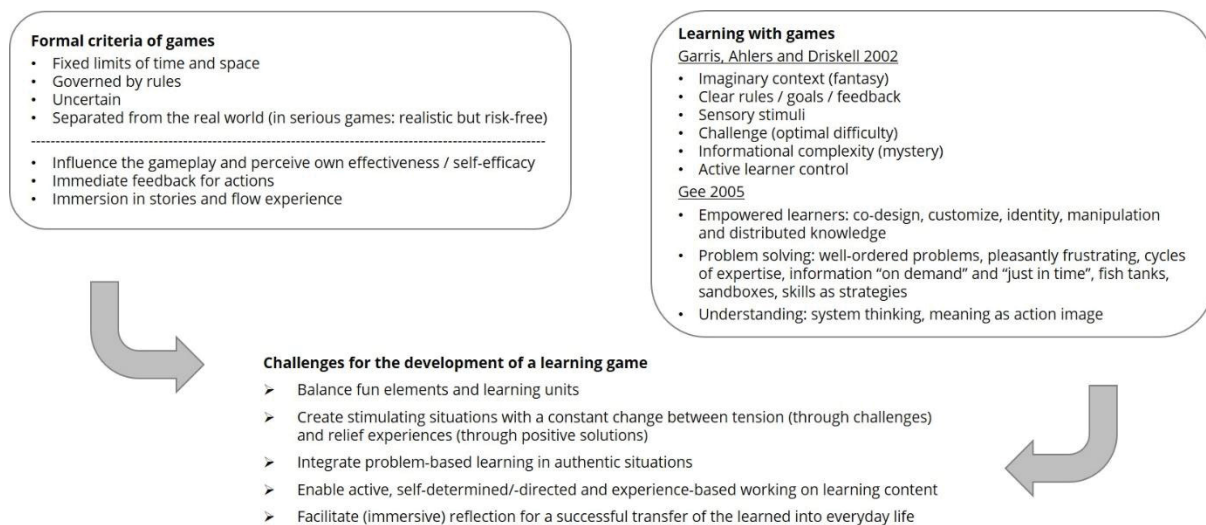 Formal criteria of games
• Fixed limits of time and space
• Governed by rules
• Uncertain
• Separated from the real world (in serious games: realistic but risk-free)
--------------------------------------------------------------------------------
• Influence the gameplay and perceive own effectiveness / self-efficacy
• Immediate feedback for actions
• Immersion in stories and flow experience
Learning with games
Garris, Ahlers and Driskell 2002
• Imaginary context (fantasy)
• Clear rules / goals / feedback
• Sensory stimuli
• Challenge (optimal difficulty)
• Informational complexity (mystery)
• Active learner control
Gee 2005
• Empowered learners: co-design, customize, identity, manipulation
and distributed knowledge
• Problem solving: well-ordered problems, pleasantly frustrating, cycles
of expertise, information “on demand” and “just in time”, fish tanks,
sandboxes, skills as strategies
• Understanding: system thinking, meaning as action image
Challenges for the development of a learning game
➢ Balance fun elements and learning units
➢ Create stimulating situations with a constant change between tension (through challenges)
and relief experiences (through positive solutions)
➢ Integrate problem-based learning in authentic situations
➢ Enable active, self-determined/-directed and experience-based working on learning content
➢ Facilitate (immersive) reflection for a successful transfer of the learned into everyday life